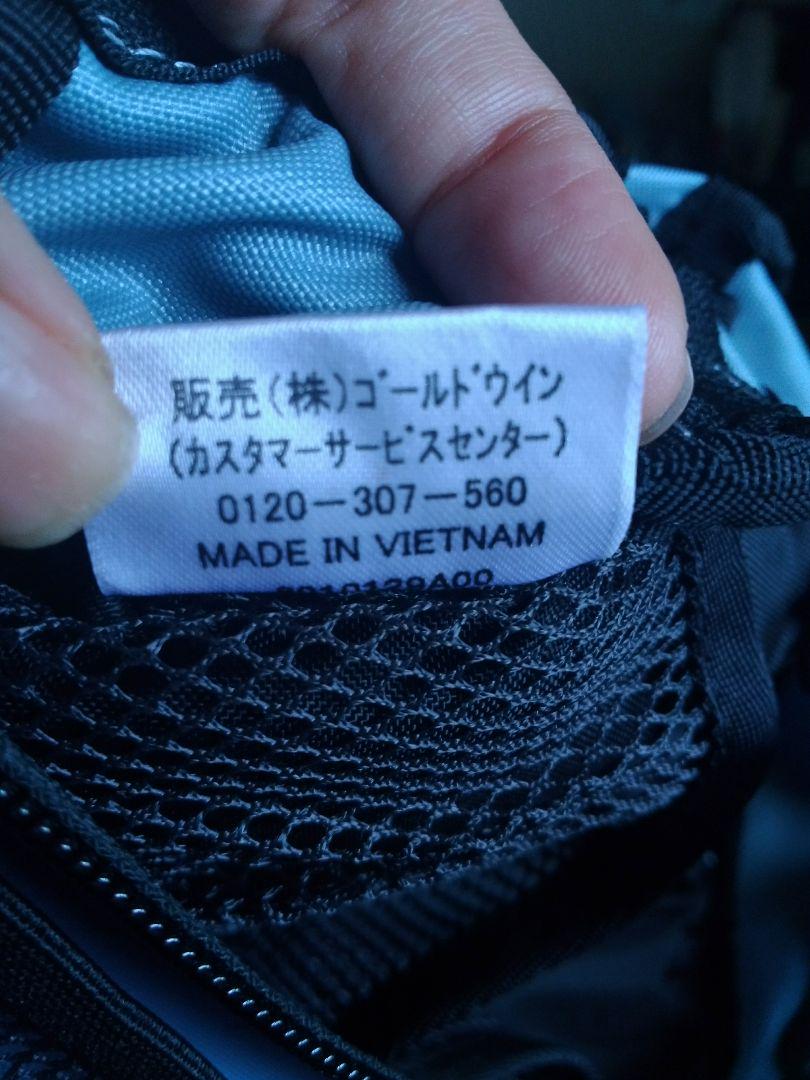 販売(株)ゴールドウイン
(カスタマーサービスセンター)
0120-307-560
MADE IN VIETNAM